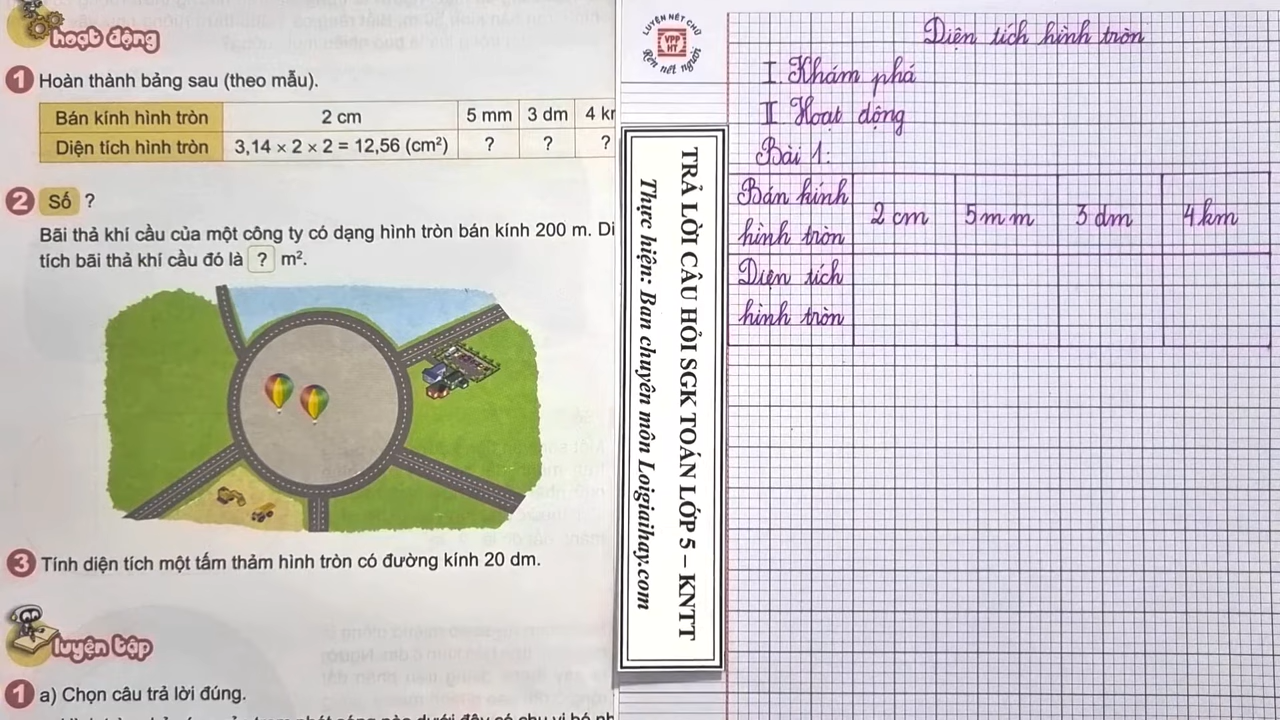 hoạt động
1 Hoàn thành bảng sau (theo mẫu).
Bán kính hình tròn 2 cm 5 mm 3 dm 4 kr
Diện tích hình tròn 3,14 × 2 × 2 = 12,56 (cm²) ? ? ?
2 Số ?
Bãi thả khí cầu của một công ty có dạng hình tròn bán kính 200 m. Di
tích bãi thả khí cầu đó là ? m².
3 Tính diện tích một tấm thảm hình tròn có đường kính 20 dm.
luyện tập
1 a) Chọn câu trả lời đúng.
LUYỆN NÉT CHỮ
VPP
Rèn nết người
TRẢ LỜI CÂU HỎI SGK TOÁN LỚP 5 – KNTT
Thực hiện: Ban chuyên môn Loigiaihay.com
Diện tích hình tròn
I. Khám phá
II. Hoạt động
Bài 1:
Bán kính
hình tròn
2 cm 5 mm 3 dm 4 km
Diện tích
hình tròn